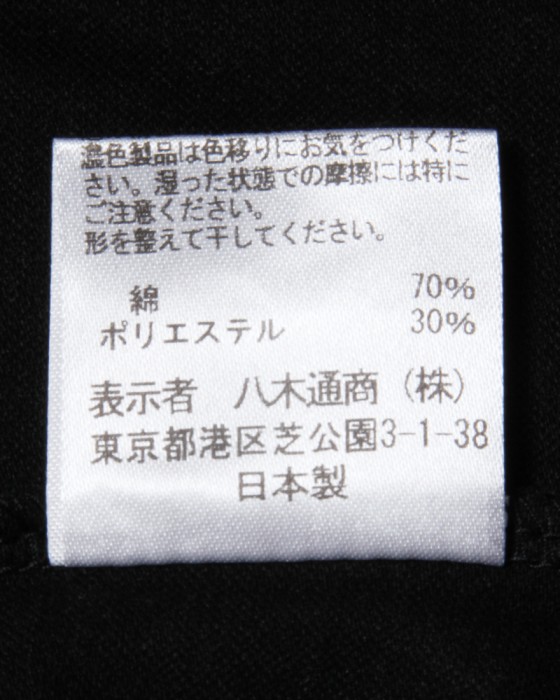 濃色製品は色移りにお気をつけくだ
さい。湿った状態での摩擦には特に
ご注意ください。
形を整えて干してください。
綿 70%
ポリエステル 30%
表示者 八木通商（株）
東京都港区芝公園3-1-38
日本製